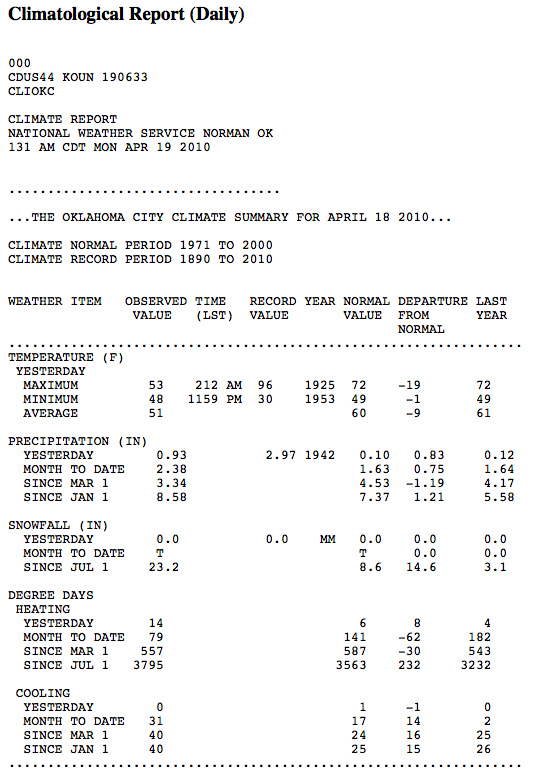 Climatological Report (Daily)
000
CDUS44 KOUN 190633
CLIOKC
CLIMATE REPORT
NATIONAL WEATHER SERVICE NORMAN OK
131 AM CDT MON APR 19 2010
...................................
...THE OKLAHOMA CITY CLIMATE SUMMARY FOR APRIL 18 2010...
CLIMATE NORMAL PERIOD 1971 TO 2000
CLIMATE RECORD PERIOD 1890 TO 2010
WEATHER ITEM   OBSERVED TIME   RECORD YEAR NORMAL DEPARTURE LAST
                VALUE   (LST)  VALUE       VALUE  FROM      YEAR
                                                  NORMAL
..................................................................
TEMPERATURE (F)
 YESTERDAY
  MAXIMUM         53    212 AM  96    1925  72    -19       72
  MINIMUM         48   1159 PM  30    1953  49     -1       49
  AVERAGE         51                        60     -9       61
PRECIPITATION (IN)
  YESTERDAY        0.93          2.97 1942   0.10   0.83     0.12
  MONTH TO DATE    2.38                      1.63   0.75     1.64
  SINCE MAR 1      3.34                      4.53  -1.19     4.17
  SINCE JAN 1      8.58                      7.37   1.21     5.58
SNOWFALL (IN)
  YESTERDAY        0.0           0.0    MM   0.0    0.0      0.0
  MONTH TO DATE    T                         T      0.0      0.0
  SINCE JUL 1     23.2                       8.6   14.6      3.1
DEGREE DAYS
 HEATING
  YESTERDAY       14                         6      8        4
  MONTH TO DATE   79                       141    -62      182
  SINCE MAR 1    557                       587    -30      543
  SINCE JUL 1   3795                      3563    232     3232
 COOLING
  YESTERDAY        0                         1     -1        0
  MONTH TO DATE   31                        17     14        2
  SINCE MAR 1     40                        24     16       25
  SINCE JAN 1     40                        25     15       26
..................................................................